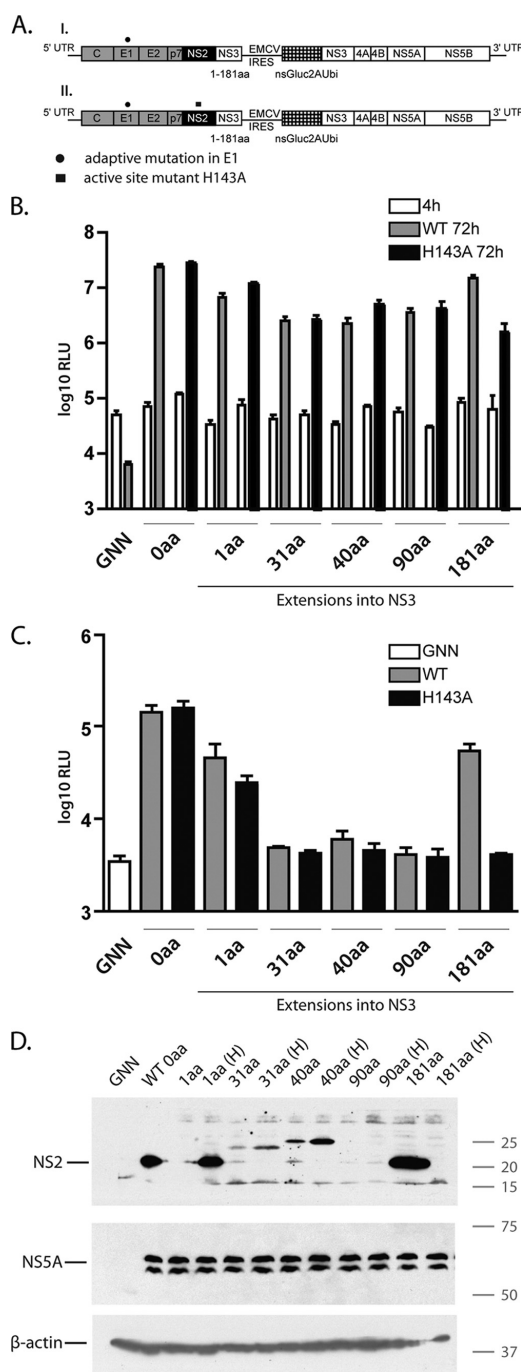 A.
I.
5' UTR
EMCV
3' UTR
C E1 E2 p7 NS2 NS3 IRES NS3 4A 4B NS5A NS5B
1-181aa nsGluc2AUbi
II.
5' UTR
EMCV
3' UTR
C E1 E2 p7 NS2 NS3 IRES NS3 4A 4B NS5A NS5B
1-181aa nsGluc2AUbi
● adaptive mutation in E1
■ active site mutant H143A
B.
4h
WT 72h
H143A 72h
log10 RLU
8
7
6
5
4
3
GNN 0aa 1aa 31aa 40aa 90aa 181aa
Extensions into NS3
C.
GNN
WT
H143A
log10 RLU
6
5
4
3
GNN 0aa 1aa 31aa 40aa 90aa 181aa
Extensions into NS3
D.
GNN WT 0aa 1aa 1aa (H) 31aa 31aa (H) 40aa 40aa (H) 90aa 90aa (H) 181aa 181aa (H)
NS2
25
20
15
75
NS5A
50
β-actin
37